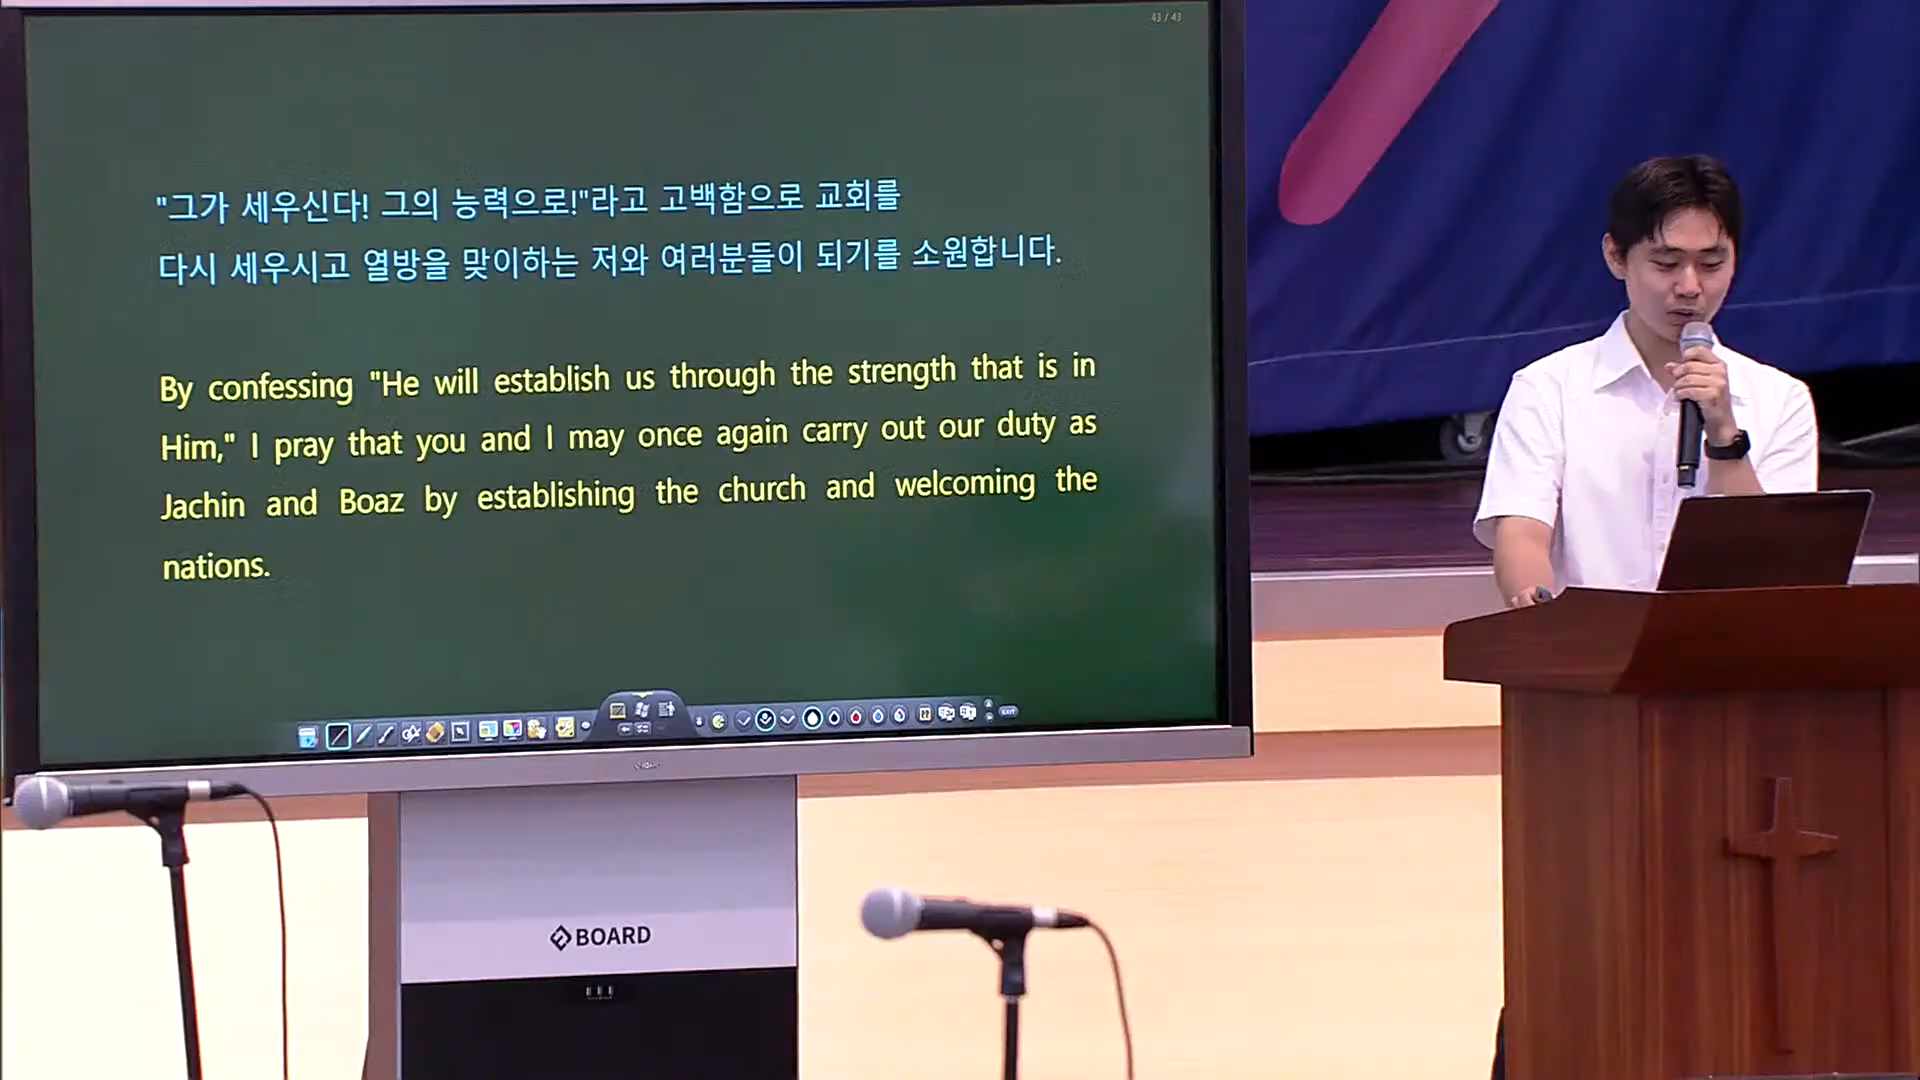 43 / 43
"그가 세우신다! 그의 능력으로!"라고 고백함으로 교회를
다시 세우시고 열방을 맞이하는 저와 여러분들이 되기를 소원합니다.
By confessing "He will establish us through the strength that is in
Him," I pray that you and I may once again carry out our duty as
Jachin and Boaz by establishing the church and welcoming the
nations.
EXIT
BOARD